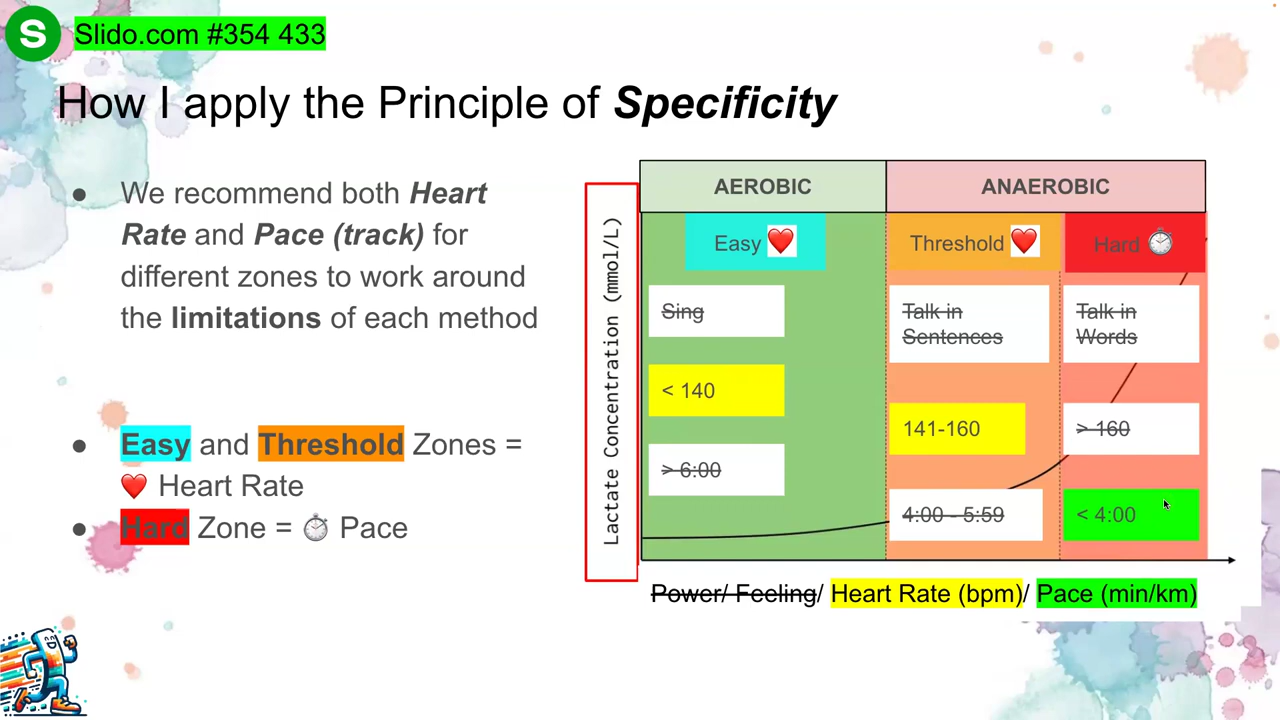 S Slido.com #354 433
How I apply the Principle of Specificity
● We recommend both Heart
Rate and Pace (track) for
different zones to work around
the limitations of each method
● Easy and Threshold Zones =
❤️ Heart Rate
● Hard Zone = ⏱️ Pace
Lactate Concentration (mmol/L)
AEROBIC
ANAEROBIC
Easy ❤️
Threshold ❤️
Hard ⏱️
Sing
Talk in
Sentences
Talk in
Words
< 140
141-160
> 160
> 6:00
4:00 - 5:59
< 4:00
Power/ Feeling/ Heart Rate (bpm)/ Pace (min/km)